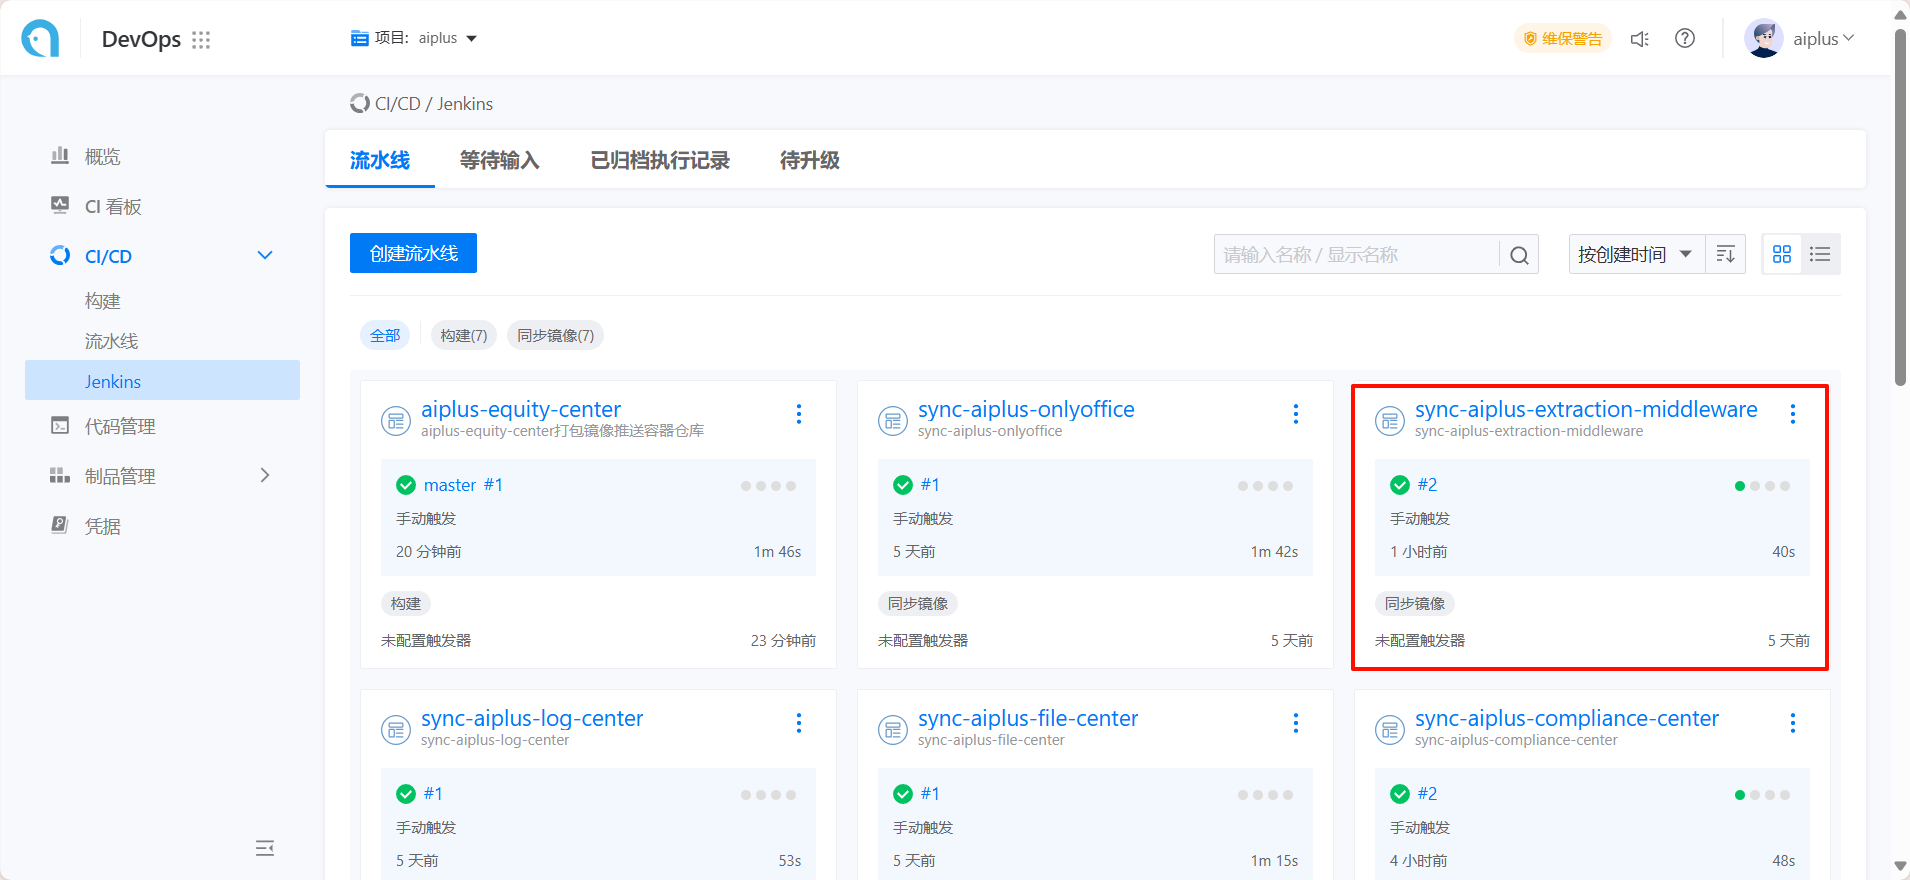 DevOps
项目: aiplus
维保警告
aiplus
概览
CI 看板
CI/CD
构建
流水线
Jenkins
代码管理
制品管理
凭据
CI/CD / Jenkins
流水线 等待输入 已归档执行记录 待升级
创建流水线
请输入名称 / 显示名称
按创建时间
全部 构建(7) 同步镜像(7)
aiplus-equity-center
aiplus-equity-center打包镜像推送容器仓库
master #1
手动触发
20 分钟前 1m 46s
构建
未配置触发器 23 分钟前
sync-aiplus-onlyoffice
sync-aiplus-onlyoffice
#1
手动触发
5 天前 1m 42s
同步镜像
未配置触发器 5 天前
sync-aiplus-extraction-middleware
sync-aiplus-extraction-middleware
#2
手动触发
1 小时前 40s
同步镜像
未配置触发器 5 天前
sync-aiplus-log-center
sync-aiplus-log-center
#1
手动触发
5 天前 53s
sync-aiplus-file-center
sync-aiplus-file-center
#1
手动触发
5 天前 1m 15s
sync-aiplus-compliance-center
sync-aiplus-compliance-center
#2
手动触发
4 小时前 48s